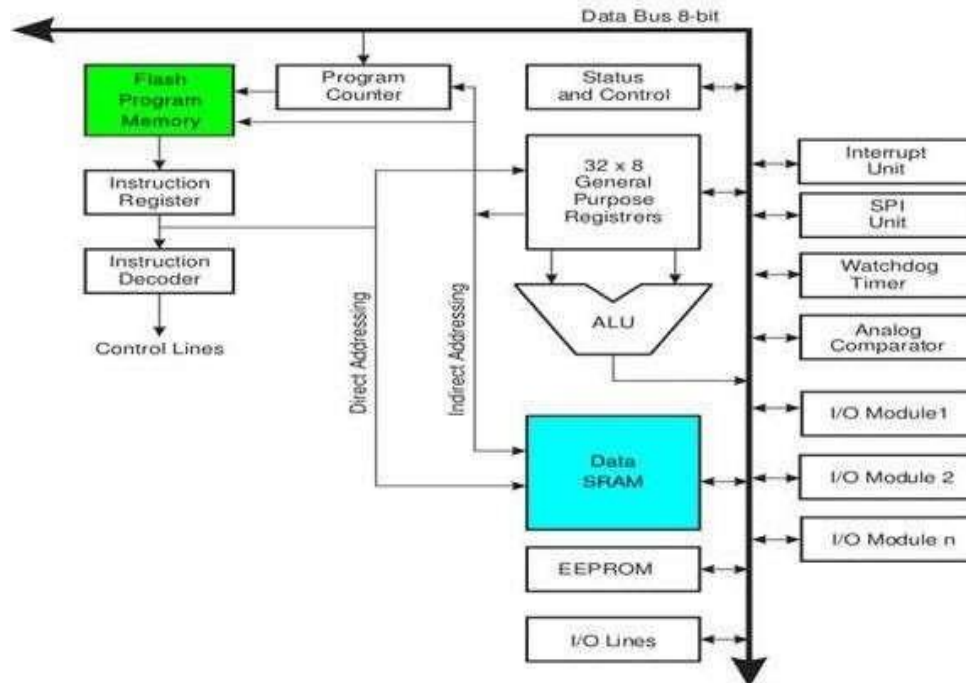 Data Bus 8-bit
Flash
Program
Memory
Program
Counter
Status
and Control
Instruction
Register
32 x 8
General
Purpose
Registrers
Interrupt
Unit
SPI
Unit
Instruction
Decoder
Watchdog
Timer
Control Lines
Direct Addressing
Indirect Addressing
ALU
Analog
Comparator
I/O Module1
Data
SRAM
I/O Module 2
I/O Module n
EEPROM
I/O Lines